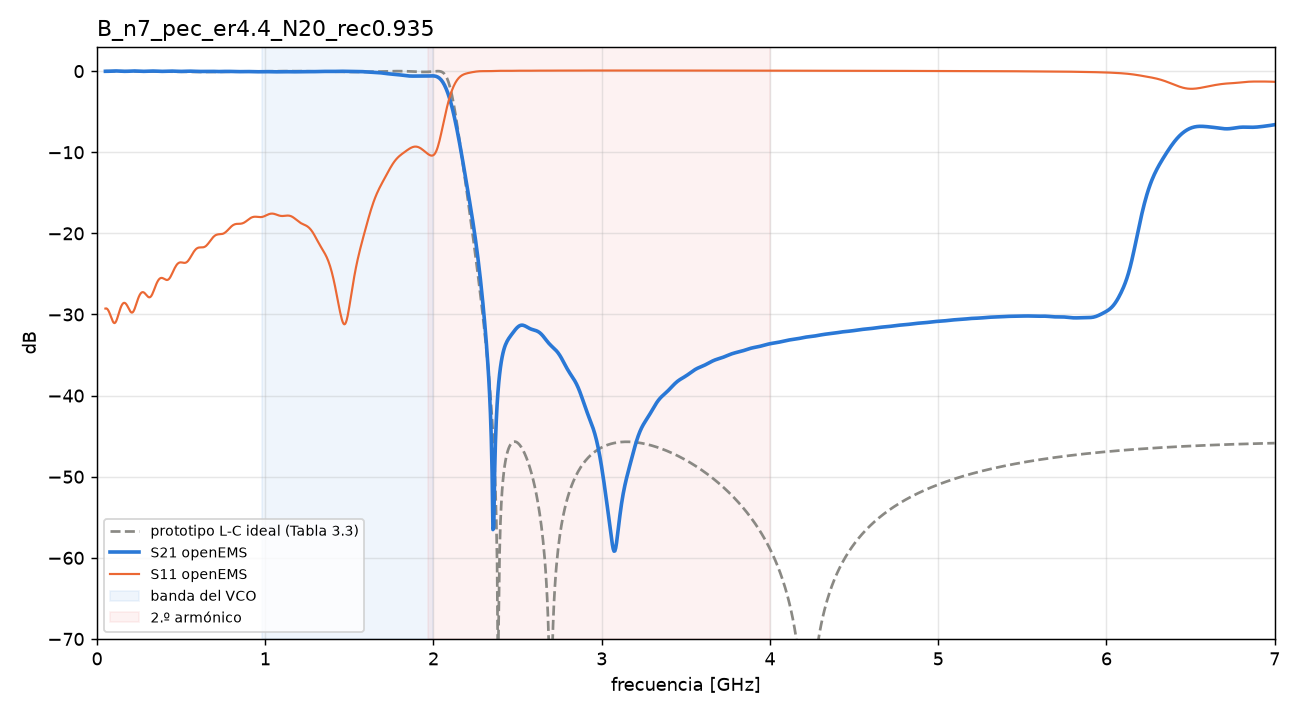 B_n7_pec_er4.4_N20_rec0.935
0
−10
−20
−30
−40
−50
−60
−70
dB
prototipo L-C ideal (Tabla 3.3)
S21 openEMS
S11 openEMS
banda del VCO
2.º armónico
0 1 2 3 4 5 6 7
frecuencia [GHz]